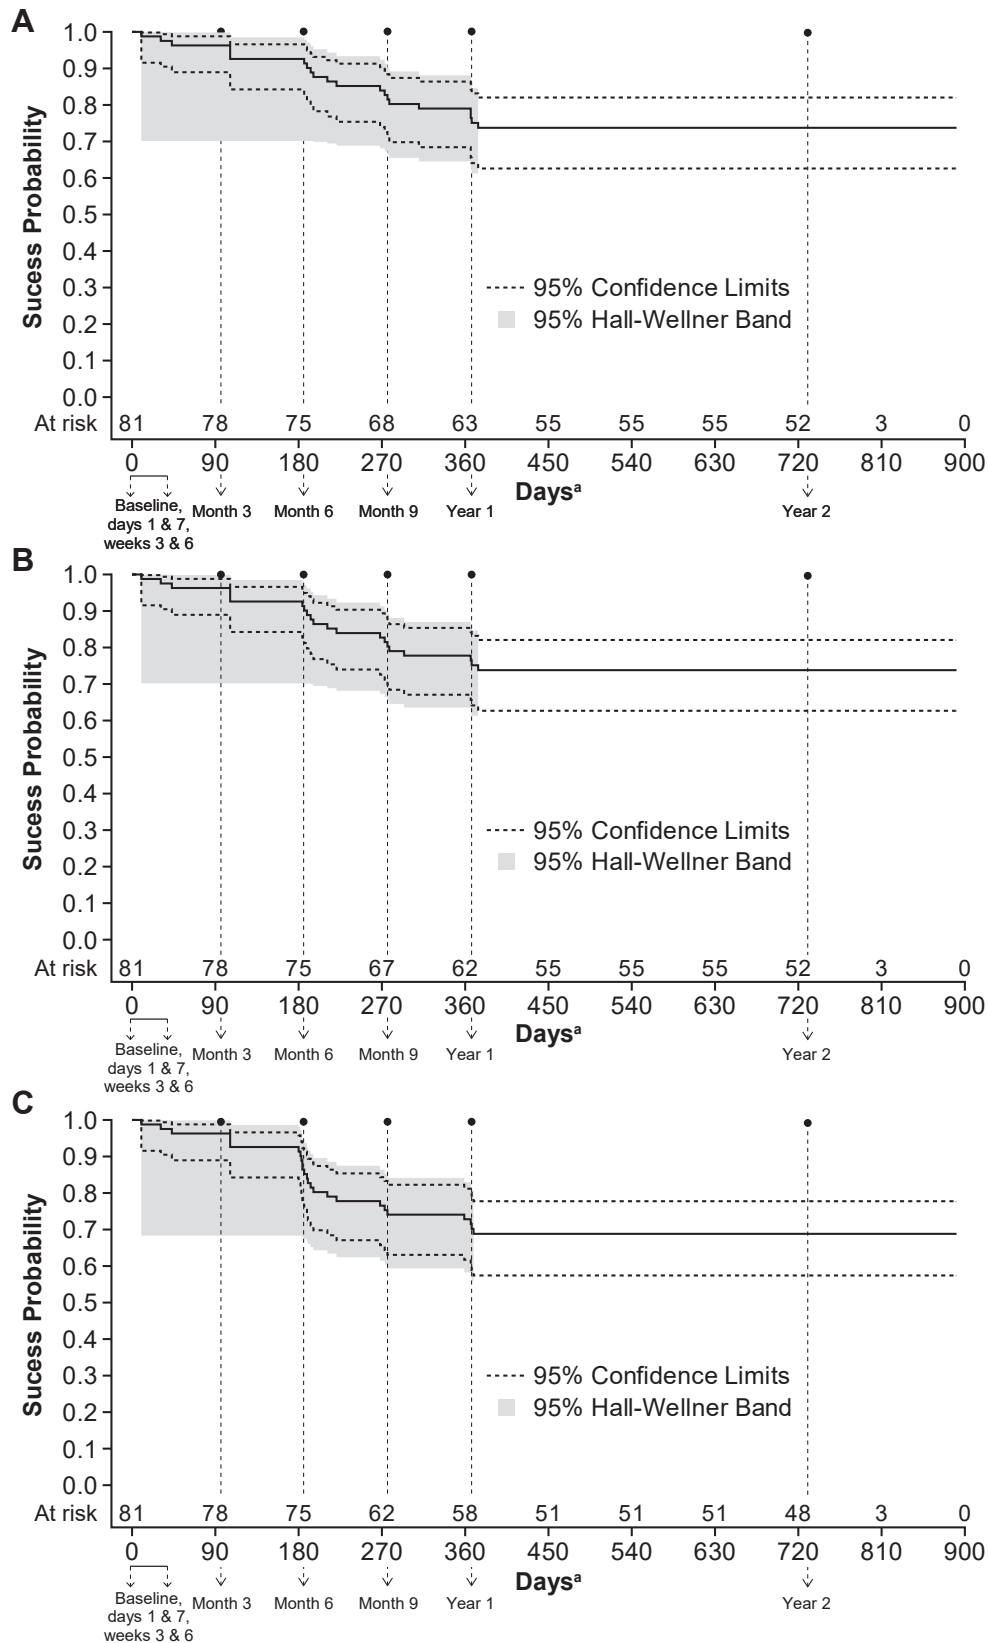 A
1.0
0.9
0.8
0.7
0.6
0.5
0.4
0.3
0.2
0.1
0.0
Sucess Probability
95% Confidence Limits
95% Hall-Wellner Band
At risk 81 78 75 68 63 55 55 55 52 3 0
0 90 180 270 360 450 540 630 720 810 900
Daysᵃ
Baseline,
days 1 & 7,
weeks 3 & 6
Month 3 Month 6 Month 9 Year 1 Year 2
B
1.0
0.9
0.8
0.7
0.6
0.5
0.4
0.3
0.2
0.1
0.0
Sucess Probability
95% Confidence Limits
95% Hall-Wellner Band
At risk 81 78 75 67 62 55 55 55 52 3 0
0 90 180 270 360 450 540 630 720 810 900
Daysᵃ
Baseline,
days 1 & 7,
weeks 3 & 6
Month 3 Month 6 Month 9 Year 1 Year 2
C
1.0
0.9
0.8
0.7
0.6
0.5
0.4
0.3
0.2
0.1
0.0
Sucess Probability
95% Confidence Limits
95% Hall-Wellner Band
At risk 81 78 75 62 58 51 51 51 48 3 0
0 90 180 270 360 450 540 630 720 810 900
Daysᵃ
Baseline,
days 1 & 7,
weeks 3 & 6
Month 3 Month 6 Month 9 Year 1 Year 2